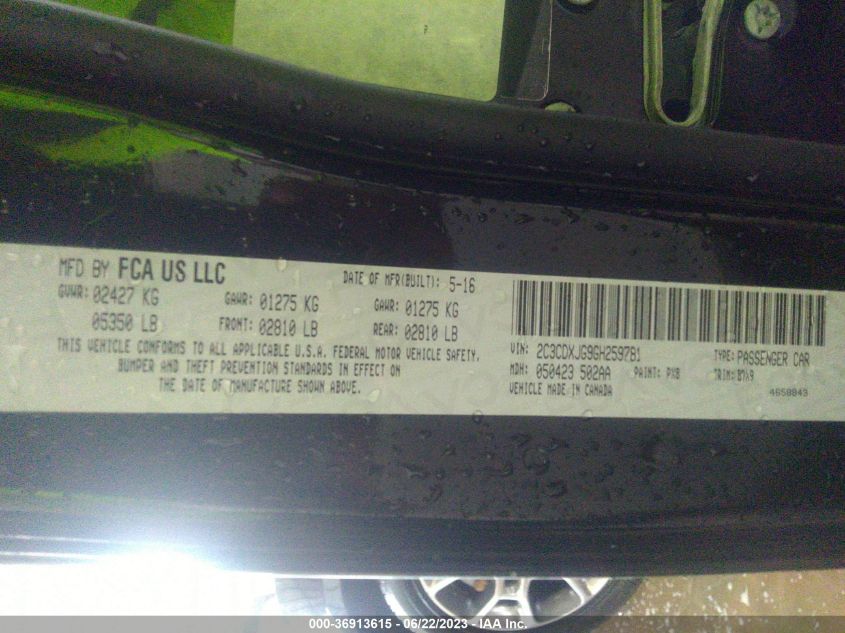 MFD BY FCA US LLC
DATE OF MFR(BUILT): 5-16
GVWR: 02427 KG
GAWR: 01275 KG
GAWR: 01275 KG
05350 LB
FRONT: 02810 LB
REAR: 02810 LB
THIS VEHICLE CONFORMS TO ALL APPLICABLE U.S.A. FEDERAL MOTOR VEHICLE SAFETY,
BUMPER AND THEFT PREVENTION STANDARDS IN EFFECT ON
THE DATE OF MANUFACTURE SHOWN ABOVE.
VIN: 2C3CDXJG9GH259781
TYPE: PASSENGER CAR
MDH: 050423 502AA
PAINT: PX8
TRIM:
VEHICLE MADE IN CANADA
4658843
000-36913615 - 06/22/2023 - IAA Inc.